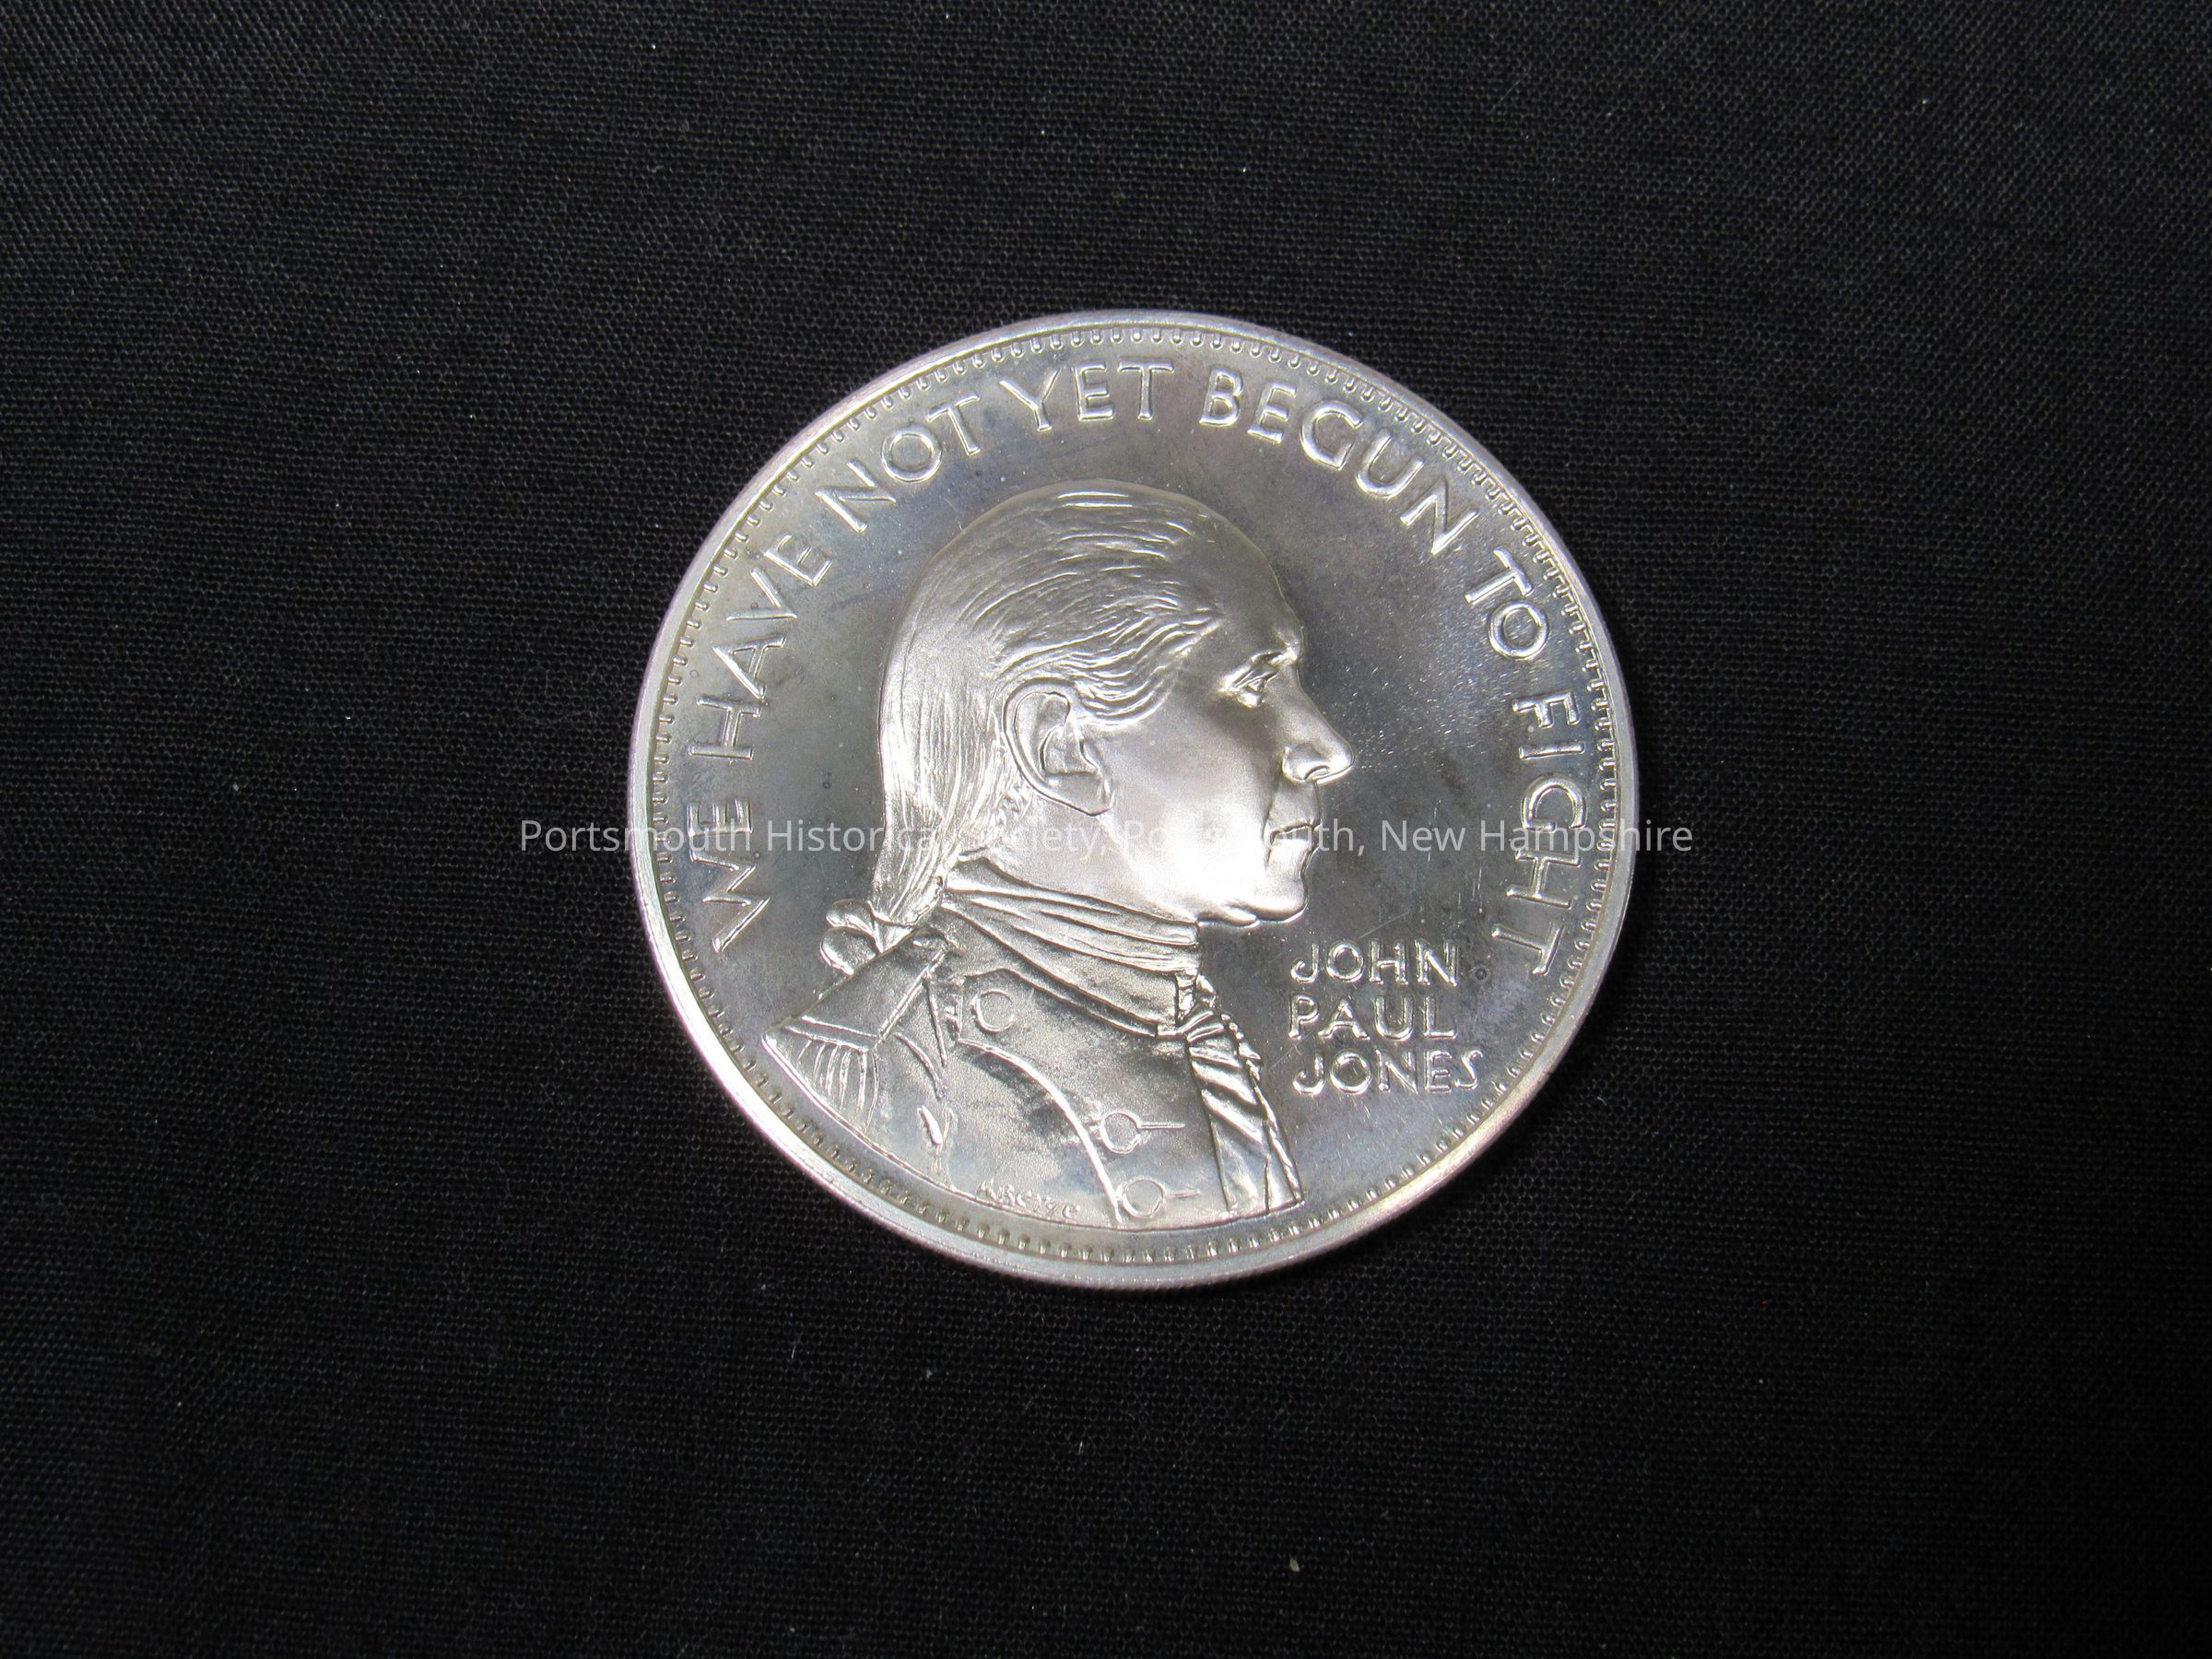 WE HAVE NOT YET BEGUN TO FIGHT
JOHN
PAUL
JONES
Portsmouth Historical Society, Portsmouth, New Hampshire